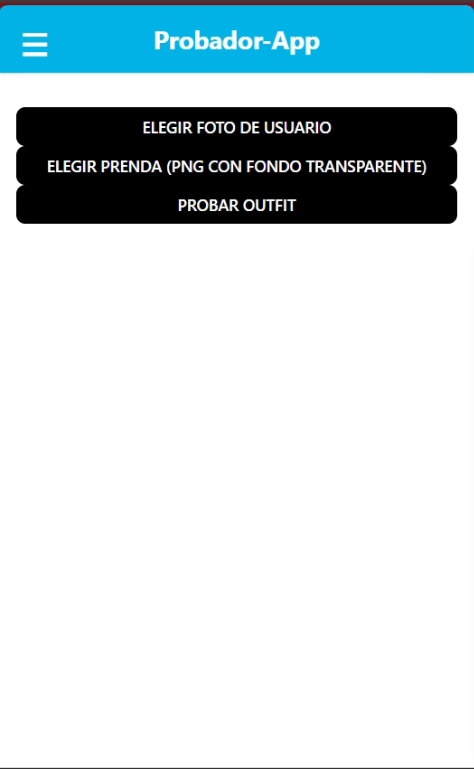 Probador-App
ELEGIR FOTO DE USUARIO
ELEGIR PRENDA (PNG CON FONDO TRANSPARENTE)
PROBAR OUTFIT